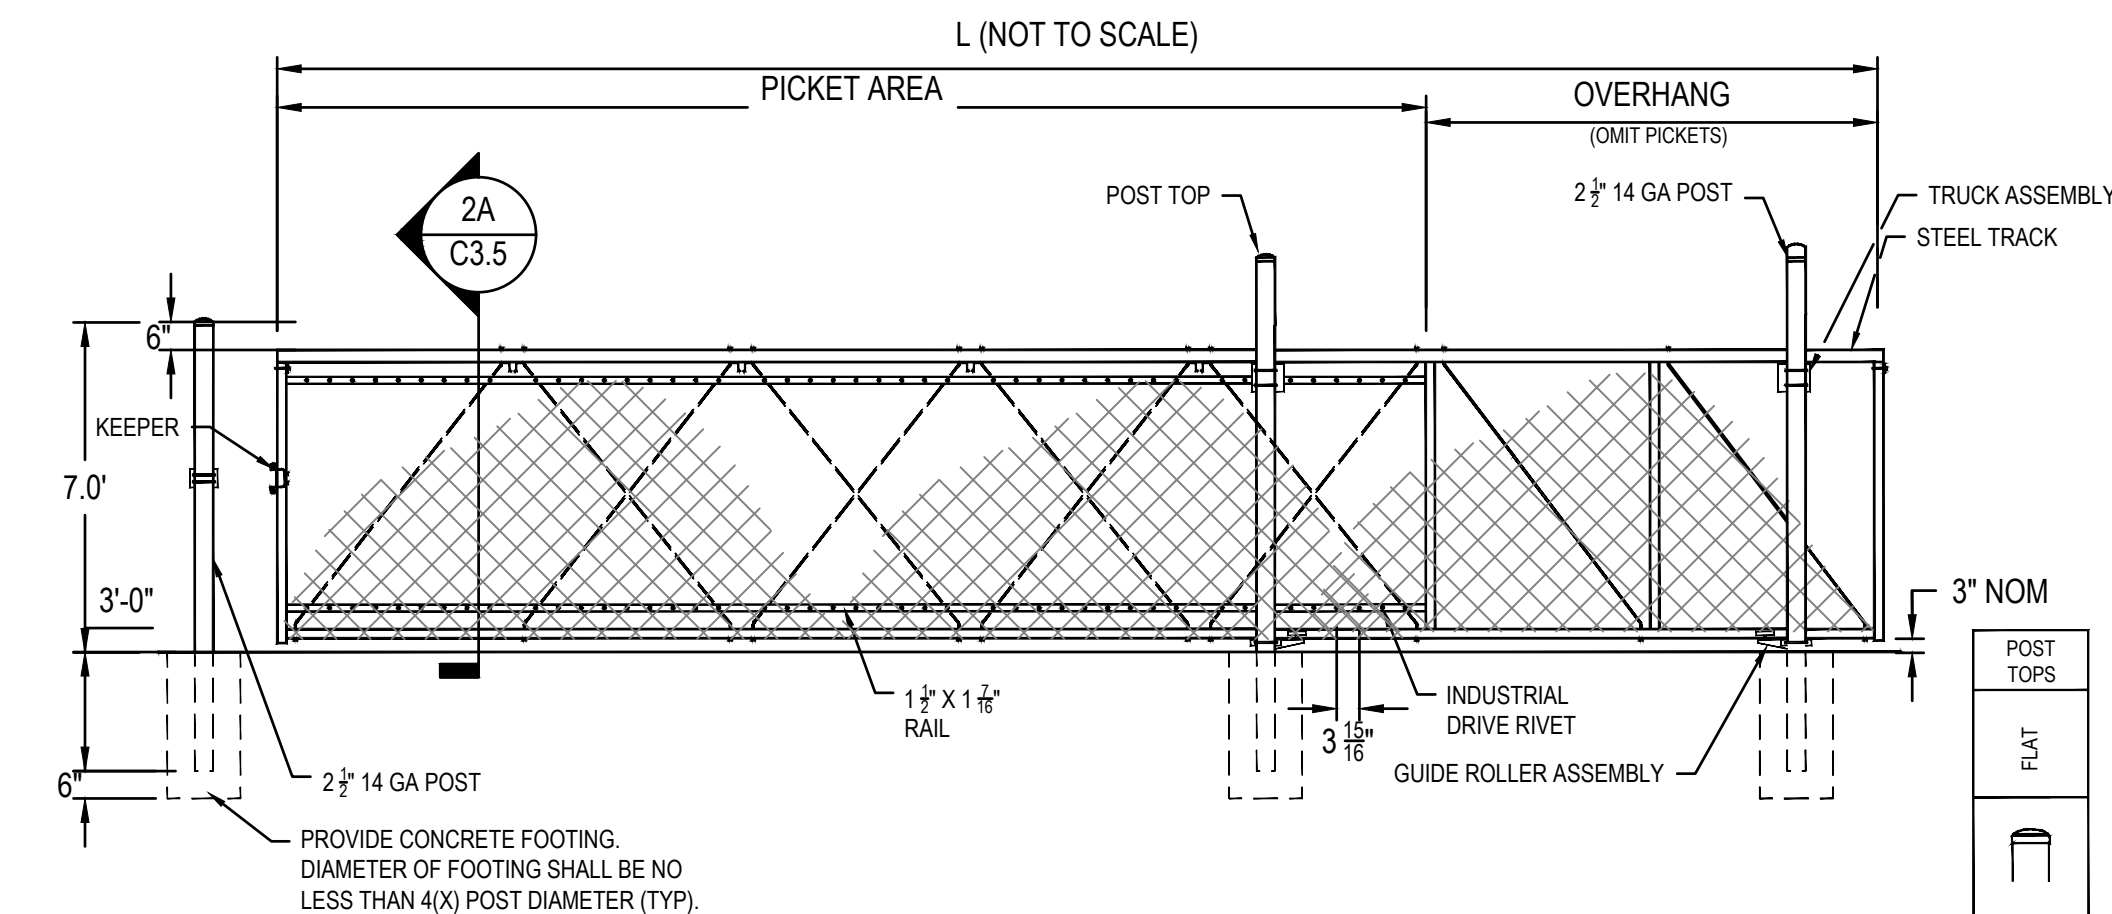 L (NOT TO SCALE)
PICKET AREA
OVERHANG
(OMIT PICKETS)
2A
C3.5
POST TOP
2 1/2" 14 GA POST
TRUCK ASSEMBLY
STEEL TRACK
6"
KEEPER
7.0'
3'-0"
3" NOM
POST
TOPS
FLAT
1 1/2" X 1 7/16"
RAIL
3 15/16"
INDUSTRIAL
DRIVE RIVET
GUIDE ROLLER ASSEMBLY
6"
2 1/2" 14 GA POST
PROVIDE CONCRETE FOOTING.
DIAMETER OF FOOTING SHALL BE NO
LESS THAN 4(X) POST DIAMETER (TYP).